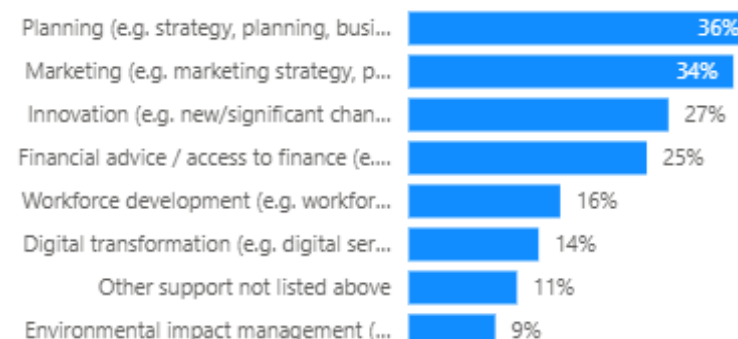 Planning (e.g. strategy, planning, busi... 36%
Marketing (e.g. marketing strategy, p... 34%
Innovation (e.g. new/significant chan... 27%
Financial advice / access to finance (e.... 25%
Workforce development (e.g. workfor... 16%
Digital transformation (e.g. digital ser... 14%
Other support not listed above 11%
Environmental impact management (... 9%